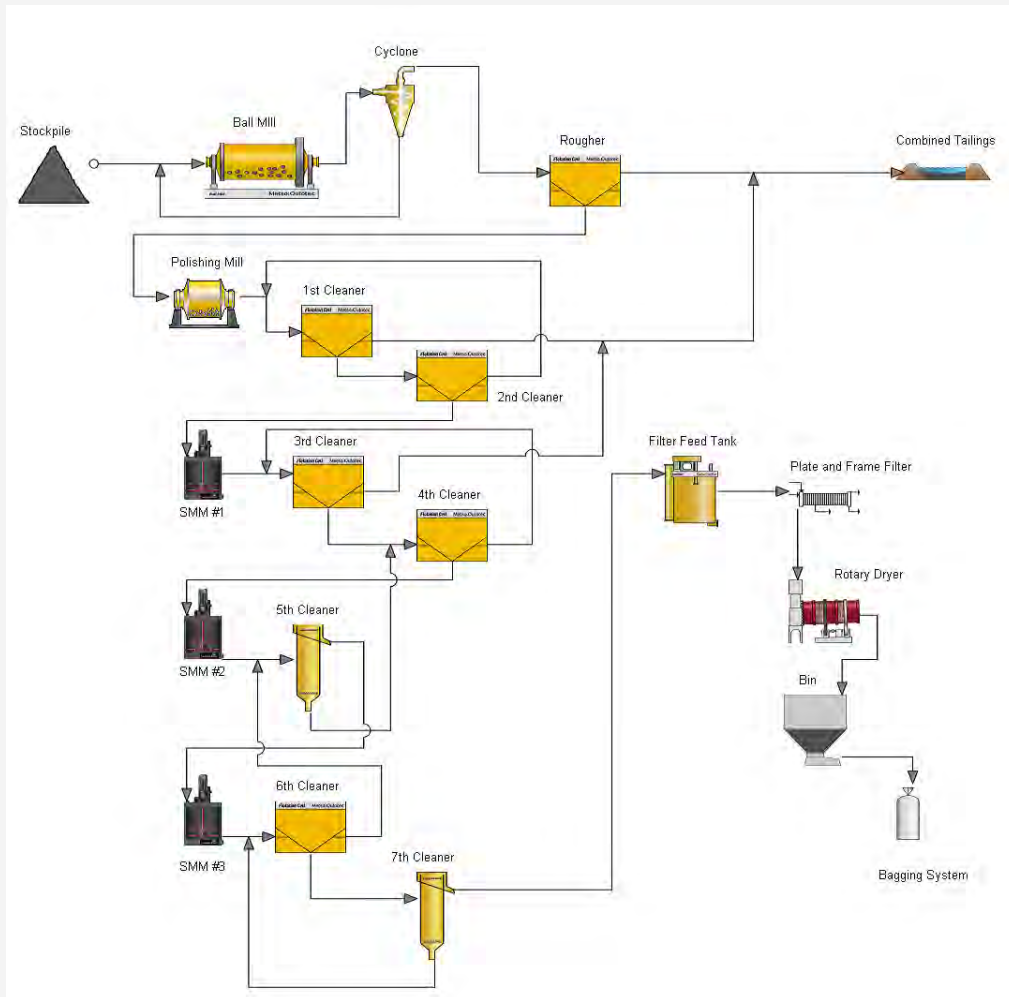 Cyclone
Ball MIll
Stockpile
Rougher
Combined Tailings
Metso:Outotec
Polishing Mill
1st Cleaner
2nd Cleaner
3rd Cleaner
Filter Feed Tank
Plate and Frame Filter
SMM #1
4th Cleaner
Rotary Dryer
5th Cleaner
SMM #2
Bin
6th Cleaner
SMM #3
7th Cleaner
Bagging System